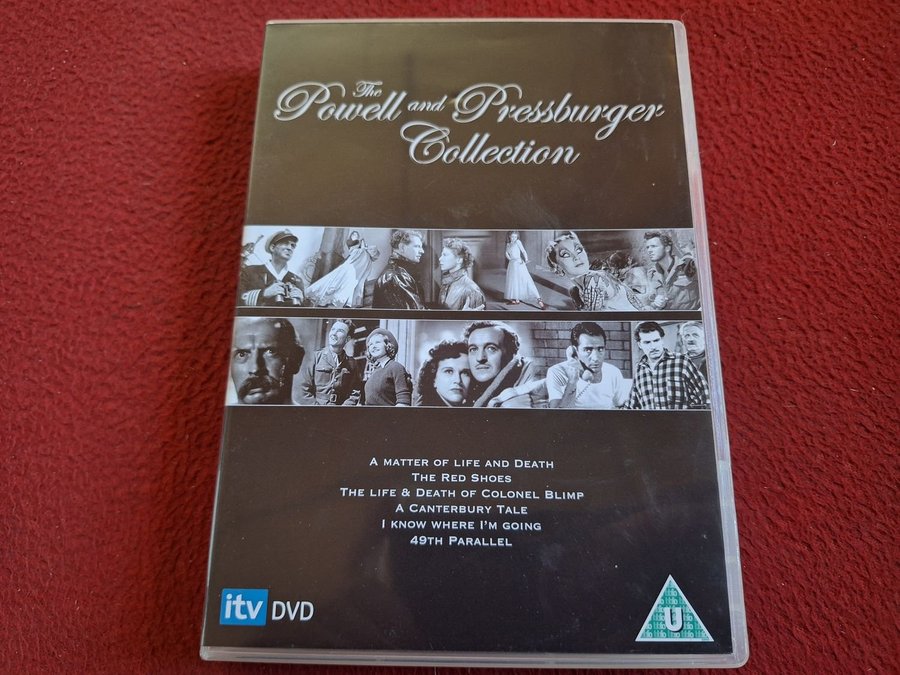 The
Powell and Pressburger
Collection
A MATTER OF LIFE AND DEATH
THE RED SHOES
THE LIFE & DEATH OF COLONEL BLIMP
A CANTERBURY TALE
I KNOW WHERE I'M GOING
49TH PARALLEL
itv DVD
U